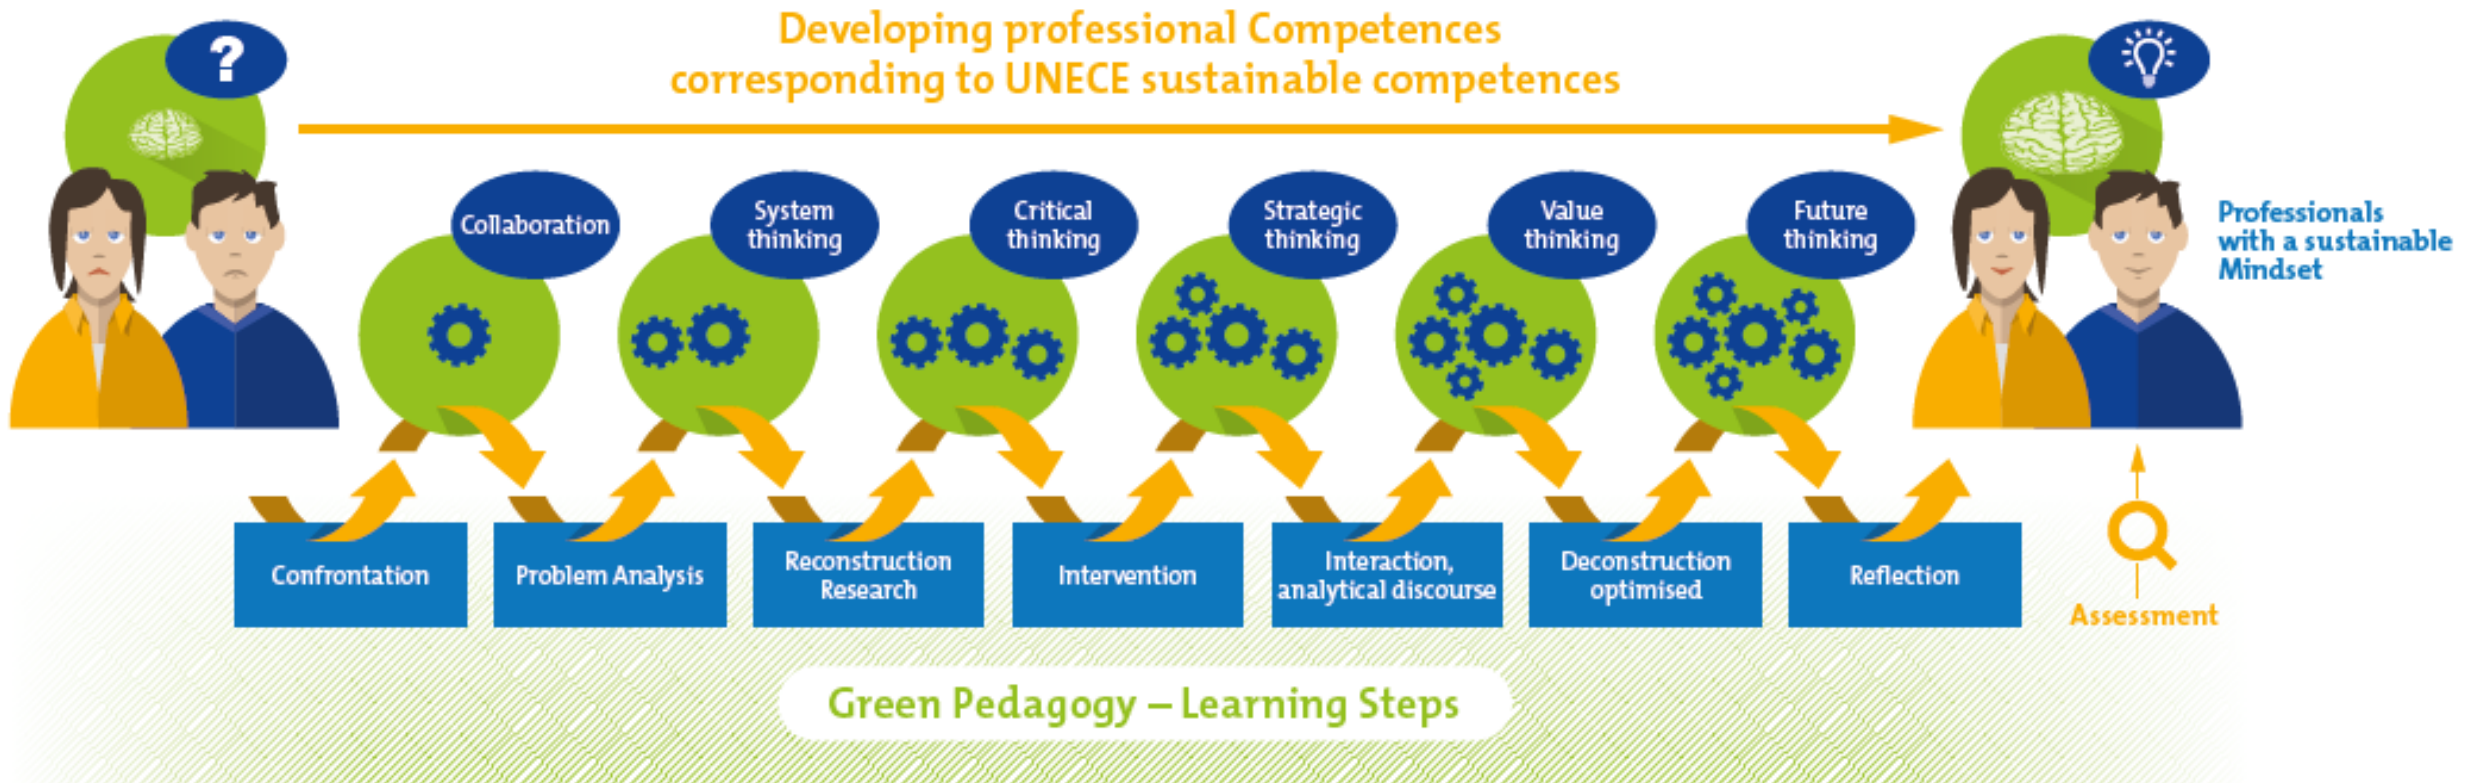 Developing professional Competences
corresponding to UNECE sustainable competences
?
Collaboration
System
thinking
Critical
thinking
Strategic
thinking
Value
thinking
Future
thinking
Professionals
with a sustainable
Mindset
Confrontation
Problem Analysis
Reconstruction
Research
Intervention
Interaction,
analytical discourse
Deconstruction
optimised
Reflection
Assessment
Green Pedagogy – Learning Steps